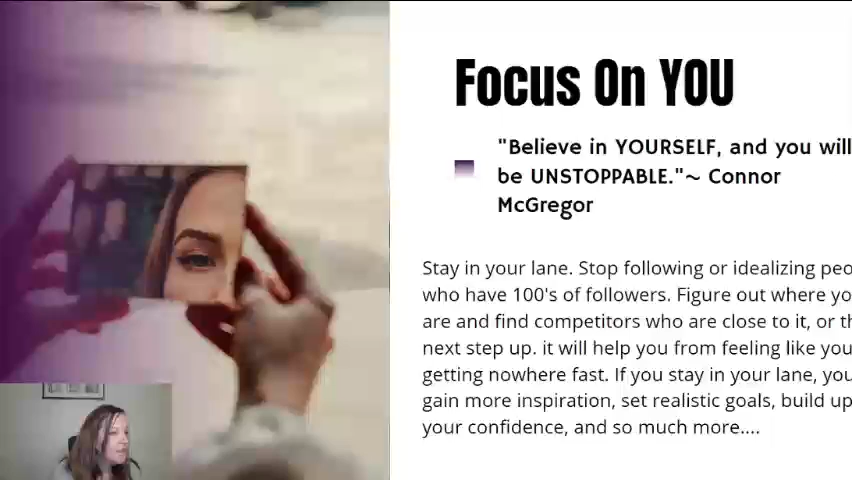 Focus On YOU
"Believe in YOURSELF, and you will
be UNSTOPPABLE."~ Connor
McGregor
Stay in your lane. Stop following or idealizing peo
who have 100's of followers. Figure out where yo
are and find competitors who are close to it, or th
next step up. it will help you from feeling like you
getting nowhere fast. If you stay in your lane, you
gain more inspiration, set realistic goals, build up
your confidence, and so much more....